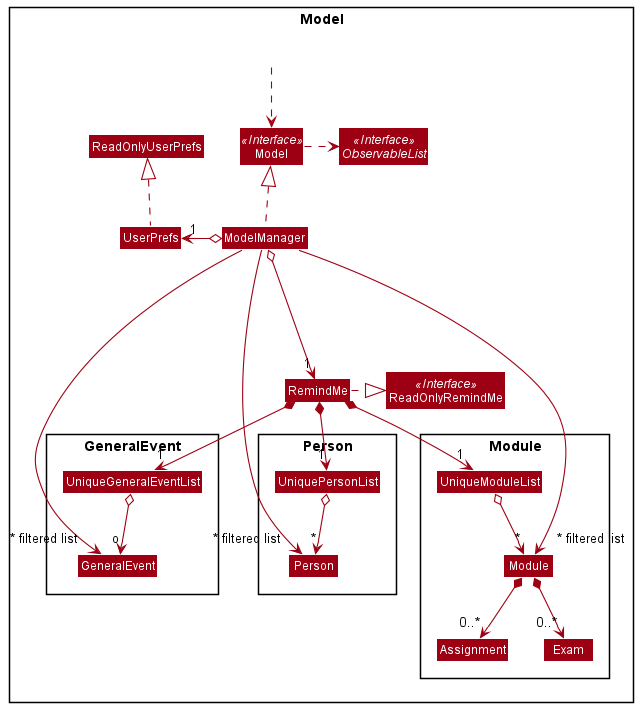 Model
«Interface»
Model
«Interface»
ObservableList
ReadOnlyUserPrefs
UserPrefs
1
ModelManager
1
RemindMe
«Interface»
ReadOnlyRemindMe
GeneralEvent
Person
Module
1
1
1
UniqueGeneralEventList
UniquePersonList
UniqueModuleList
* filtered list
o
* filtered list
*
*
* filtered list
GeneralEvent
Person
Module
0..*
0..*
Assignment
Exam